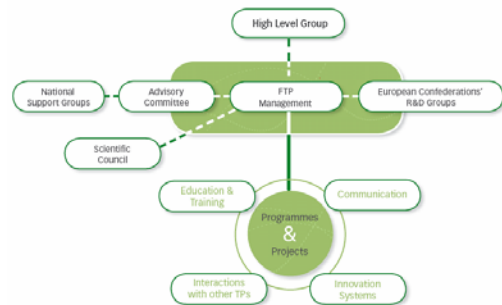 High Level Group
National
Support Groups
Advisory
Committee
FTP
Management
European Confederations'
R&D Groups
Scientific
Council
Education &
Training
Communication
Programmes
&
Projects
Interactions
with other TPs
Innovation
Systems